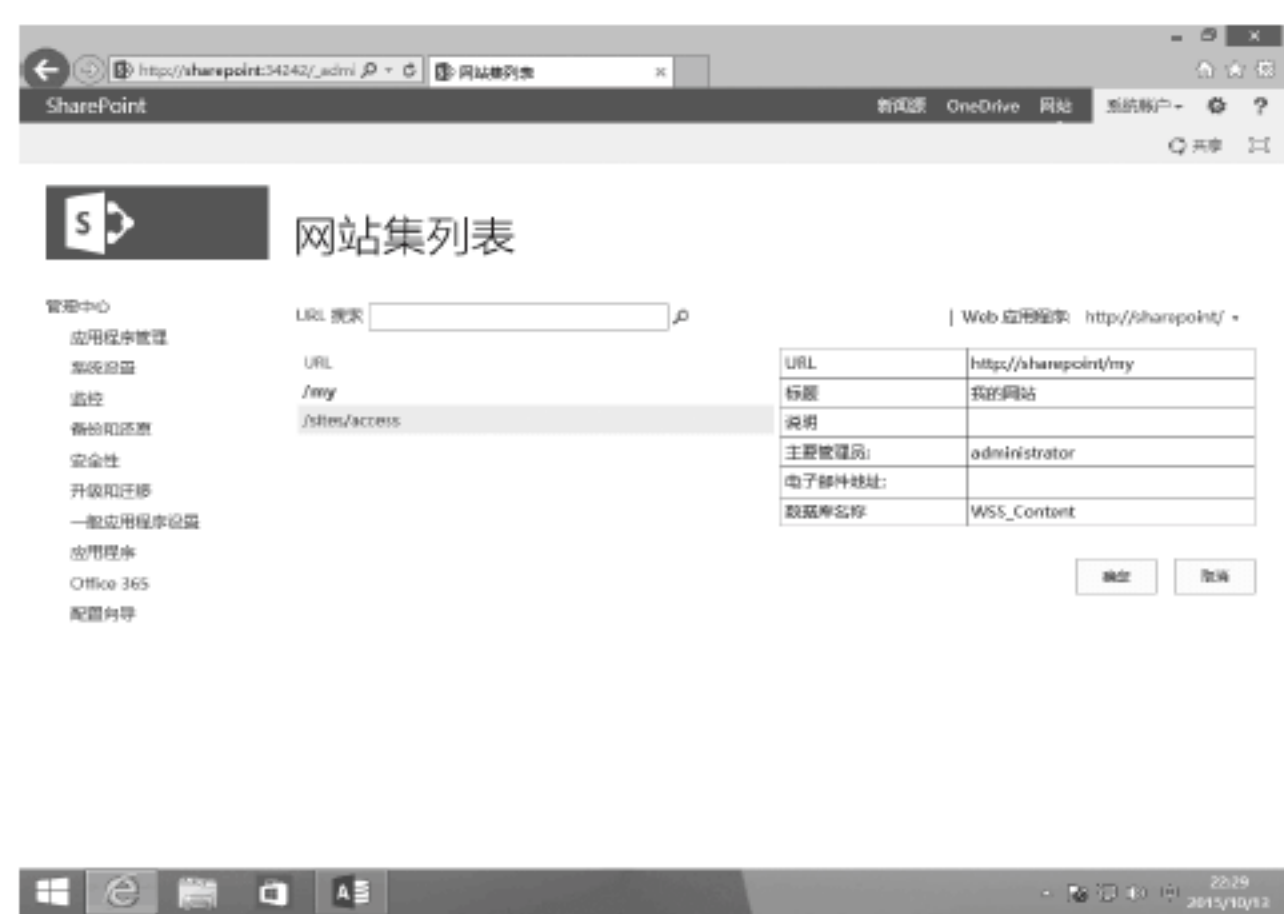 http://sharepoint:34242/_admi
网站集列表
SharePoint
新闻源 OneDrive 网站 系统帐户 ?
共享
S
网站集列表
管理中心
应用程序管理
系统设置
监控
备份和还原
安全性
升级和迁移
一般应用程序设置
应用程序
Office 365
配置向导
URL 搜索
| Web 应用程序: http://sharepoint/
URL
/my
/sites/access
URL http://sharepoint/my
标题 我的网站
说明
主要管理员: administrator
电子邮件地址:
数据库名称 WSS_Content
确定 取消
22:29
2015/10/13